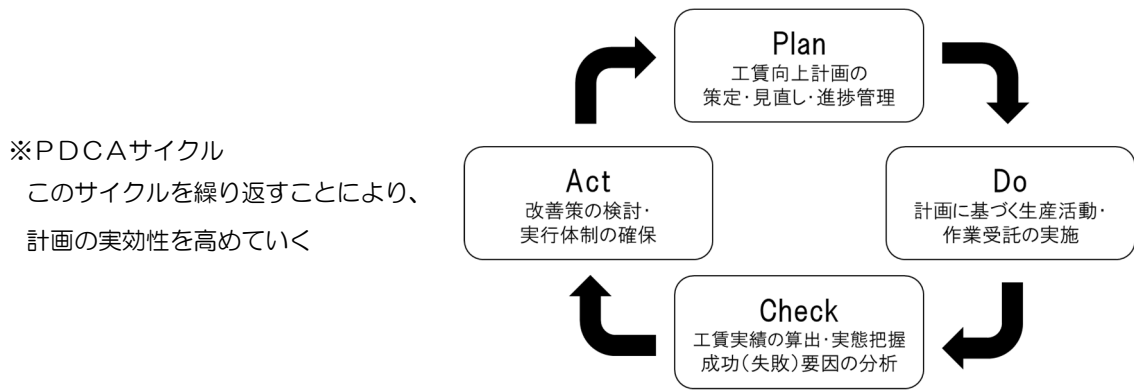 ※ＰＤＣＡサイクル
このサイクルを繰り返すことにより、
計画の実効性を高めていく
Plan
工賃向上計画の
策定･見直し･進捗管理
Do
計画に基づく生産活動･
作業受託の実施
Check
工賃実績の算出･実態把握
成功(失敗)要因の分析
Act
改善策の検討･
実行体制の確保